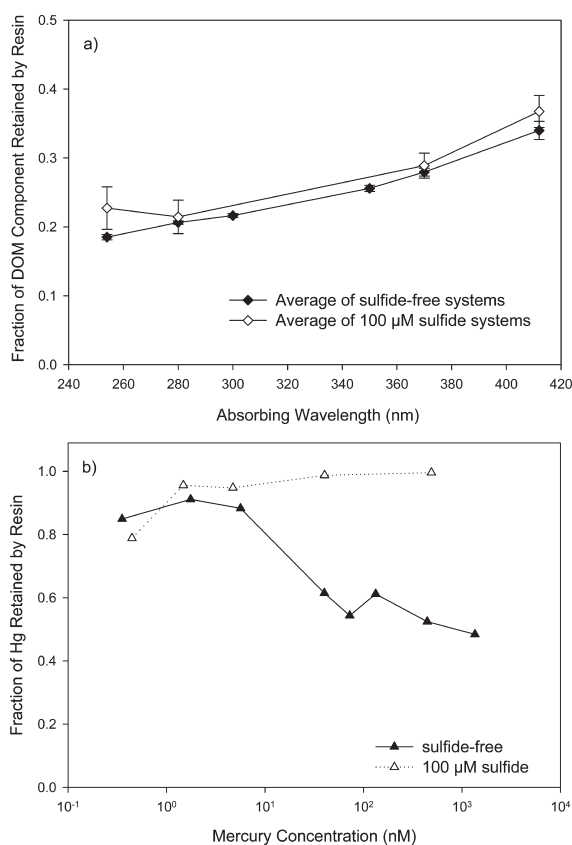 a)
Fraction of DOM Component Retained by Resin
0.5
0.4
0.3
0.2
0.1
0.0
Average of sulfide-free systems
Average of 100 µM sulfide systems
240 260 280 300 320 340 360 380 400 420
Absorbing Wavelength (nm)
b)
Fraction of Hg Retained by Resin
1.0
0.8
0.6
0.4
0.2
0.0
sulfide-free
100 µM sulfide
10⁻¹ 10⁰ 10¹ 10² 10³ 10⁴
Mercury Concentration (nM)